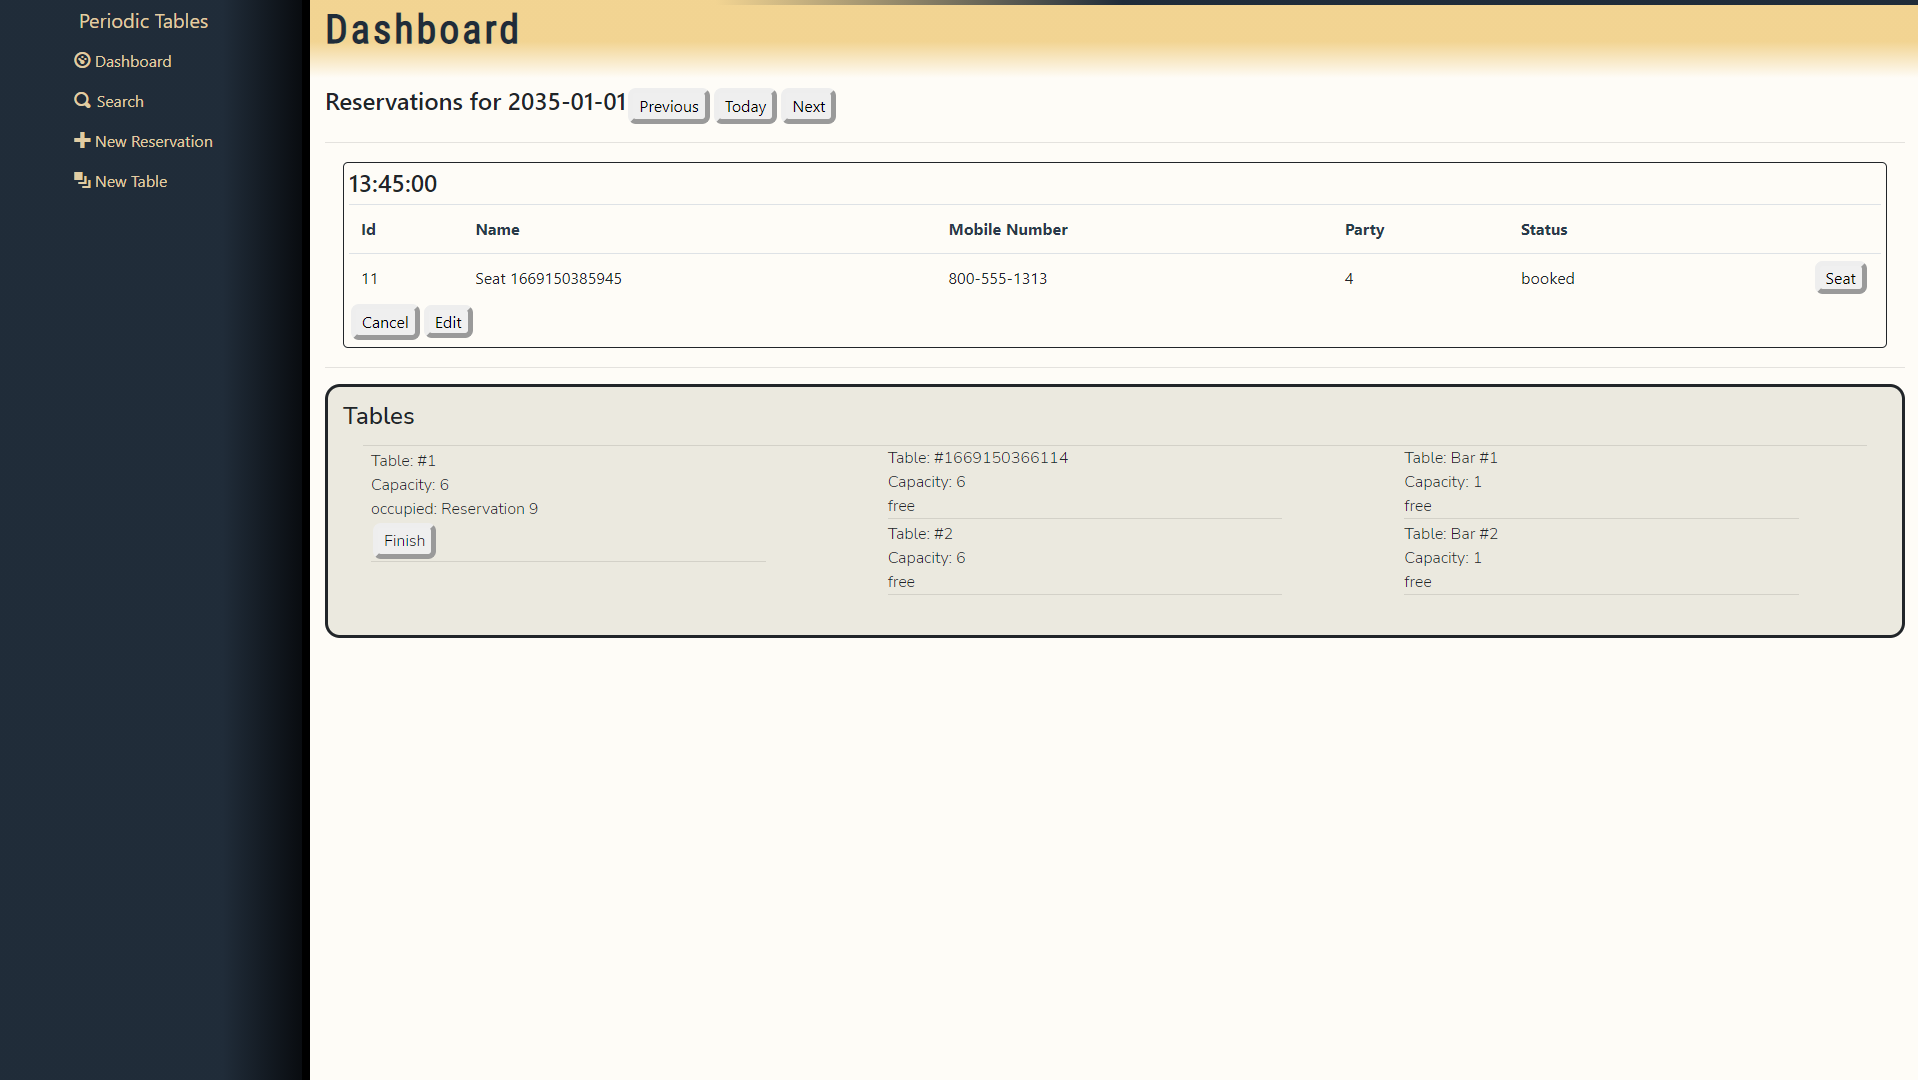 Periodic Tables
Dashboard
Search
New Reservation
New Table
Dashboard
Reservations for 2035-01-01 Previous Today Next
13:45:00
Id Name Mobile Number Party Status
11 Seat 1669150385945 800-555-1313 4 booked Seat
Cancel Edit
Tables
Table: #1
Capacity: 6
occupied: Reservation 9
Finish
Table: #1669150366114
Capacity: 6
free
Table: #2
Capacity: 6
free
Table: Bar #1
Capacity: 1
free
Table: Bar #2
Capacity: 1
free